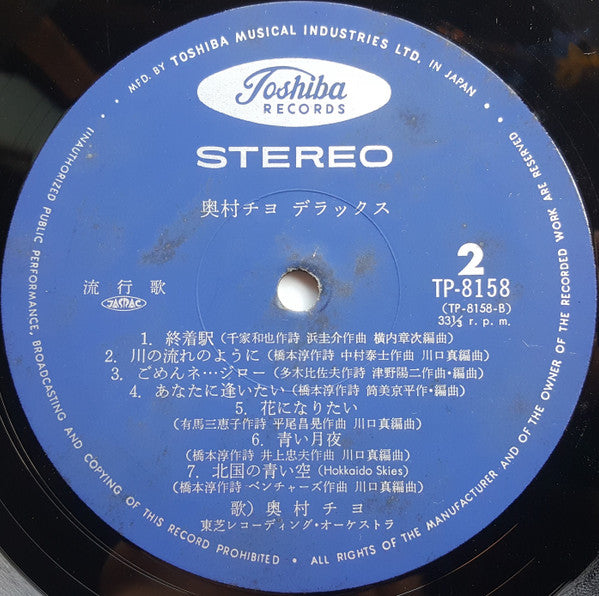 MFD. BY TOSHIBA MUSICAL INDUSTRIES LTD. IN JAPAN
Toshiba
RECORDS
STEREO
奥村チヨ デラックス
2
流行歌
TP-8158
JASRAC
(TP-8158-B)
33⅓ r. p. m.
1. 終着駅 (千家和也作詩 浜圭介作曲 横内章次編曲)
2. 川の流れのように (橋本淳作詩 中村泰士作曲 川口真編曲)
3. ごめんネ…ジロー (多木比佐夫作詩 津野陽二作曲・編曲)
4. あなたに逢いたい (橋本淳作詩 筒美京平作・編曲)
5. 花になりたい
(有馬三恵子作詩 平尾昌晃作曲 川口真編曲)
6. 青い月夜
(橋本淳作詩 井上忠夫作曲 川口真編曲)
7. 北国の青い空 (Hokkaido Skies)
(橋本淳作詩 ベンチャーズ作曲 川口真編曲)
歌) 奥村チヨ
東芝レコーディング・オーケストラ
UNAUTHORIZED PUBLIC PERFORMANCE, BROADCASTING AND COPYING OF THIS RECORD PROHIBITED • ALL RIGHTS OF THE MANUFACTURER AND OF THE OWNER OF THE RECORDED WORK ARE RESERVED